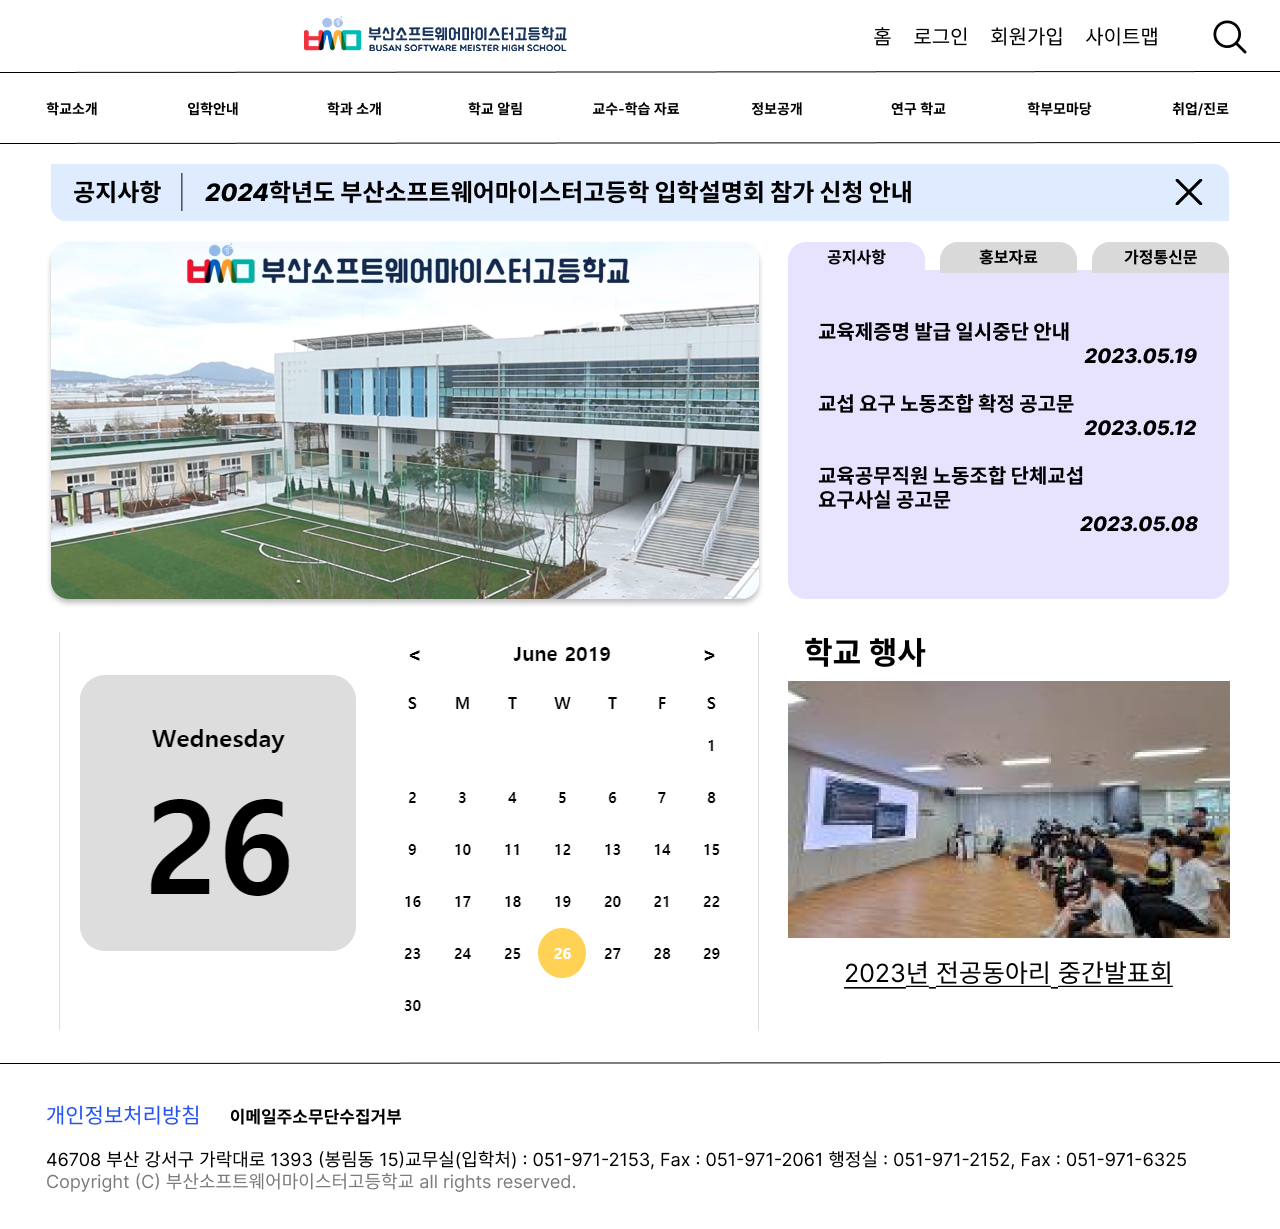 부산소프트웨어마이스터고등학교
BUSAN SOFTWARE MEISTER HIGH SCHOOL
홈 로그인 회원가입 사이트맵
학교소개 입학안내 학과 소개 학교 알림 교수-학습 자료 정보공개 연구 학교 학부모마당 취업/진로
공지사항 2024학년도 부산소프트웨어마이스터고등학 입학설명회 참가 신청 안내
부산소프트웨어마이스터고등학교
공지사항 홍보자료 가정통신문
교육제증명 발급 일시중단 안내
2023.05.19
교섭 요구 노동조합 확정 공고문
2023.05.12
교육공무직원 노동조합 단체교섭
요구사실 공고문
2023.05.08
Wednesday
26
< June 2019 >
S M T W T F S
1
2 3 4 5 6 7 8
9 10 11 12 13 14 15
16 17 18 19 20 21 22
23 24 25 26 27 28 29
30
학교 행사
2023년 전공동아리 중간발표회
개인정보처리방침 이메일주소무단수집거부
46708 부산 강서구 가락대로 1393 (봉림동 15)교무실(입학처) : 051-971-2153, Fax : 051-971-2061 행정실 : 051-971-2152, Fax : 051-971-6325
Copyright (C) 부산소프트웨어마이스터고등학교 all rights reserved.